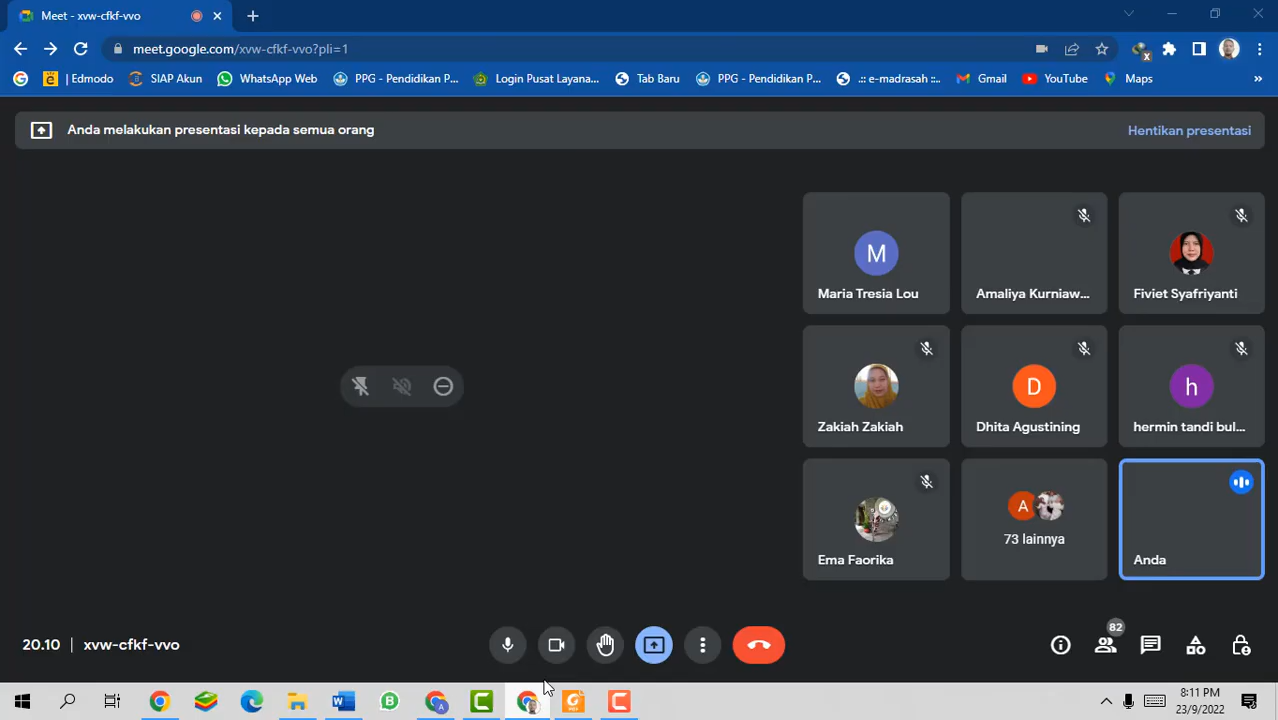 Meet - xvw-cfkf-vvo
meet.google.com/xvw-cfkf-vvo?pli=1
| Edmodo
SIAP Akun
WhatsApp Web
PPG - Pendidikan P...
Login Pusat Layana...
Tab Baru
PPG - Pendidikan P...
.:: e-madrasah ::.
Gmail
YouTube
Maps
Anda melakukan presentasi kepada semua orang
Hentikan presentasi
M
Maria Tresia Lou
Amaliya Kurniaw...
Fiviet Syafriyanti
Zakiah Zakiah
D
Dhita Agustining
h
hermin tandi bul...
Ema Faorika
A
73 lainnya
Anda
20.10 | xvw-cfkf-vvo
82
8:11 PM
23/9/2022